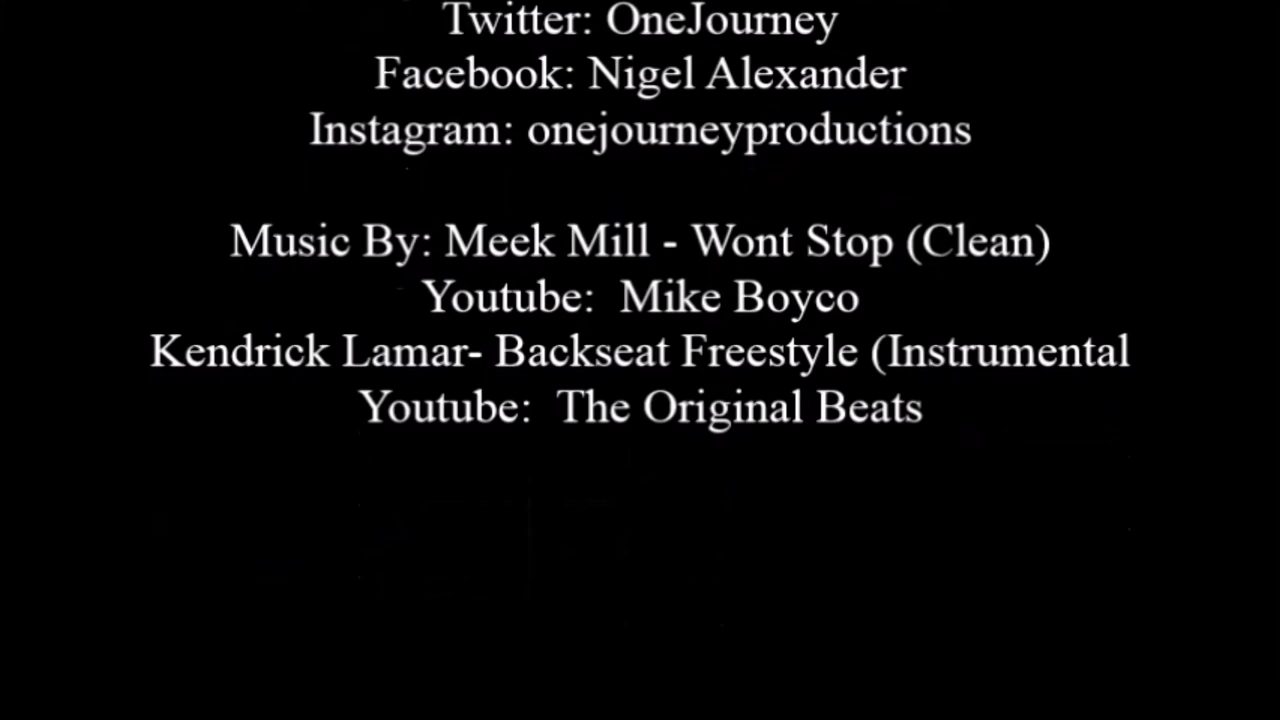 Twitter: OneJourney
Facebook: Nigel Alexander
Instagram: onejourneyproductions
Music By: Meek Mill - Wont Stop (Clean)
Youtube:  Mike Boyco
Kendrick Lamar- Backseat Freestyle (Instrumental
Youtube:  The Original Beats